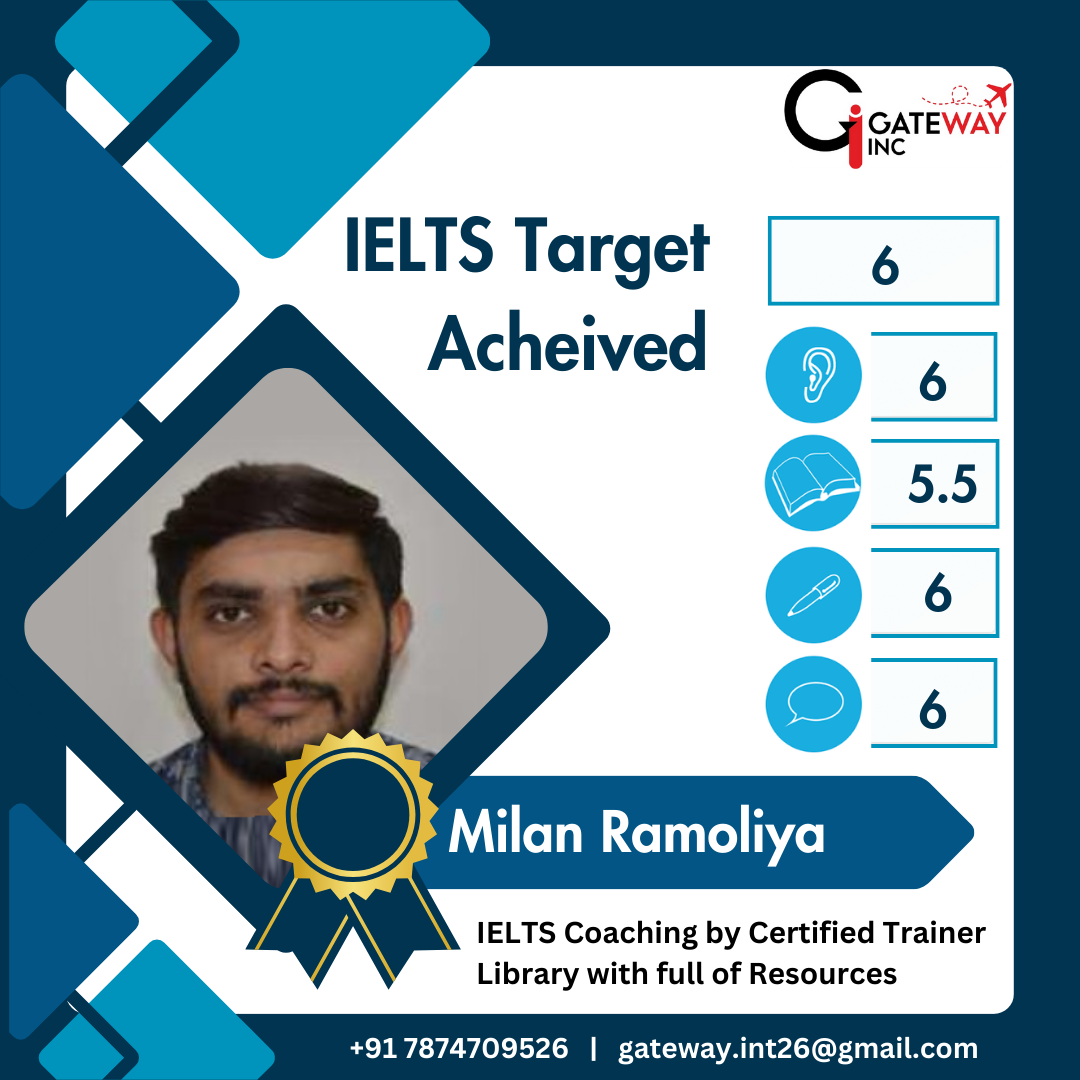 GATEWAY
INC
IELTS Target
Acheived
6
6
5.5
6
6
Milan Ramoliya
IELTS Coaching by Certified Trainer
Library with full of Resources
+91 7874709526 | gateway.int26@gmail.com